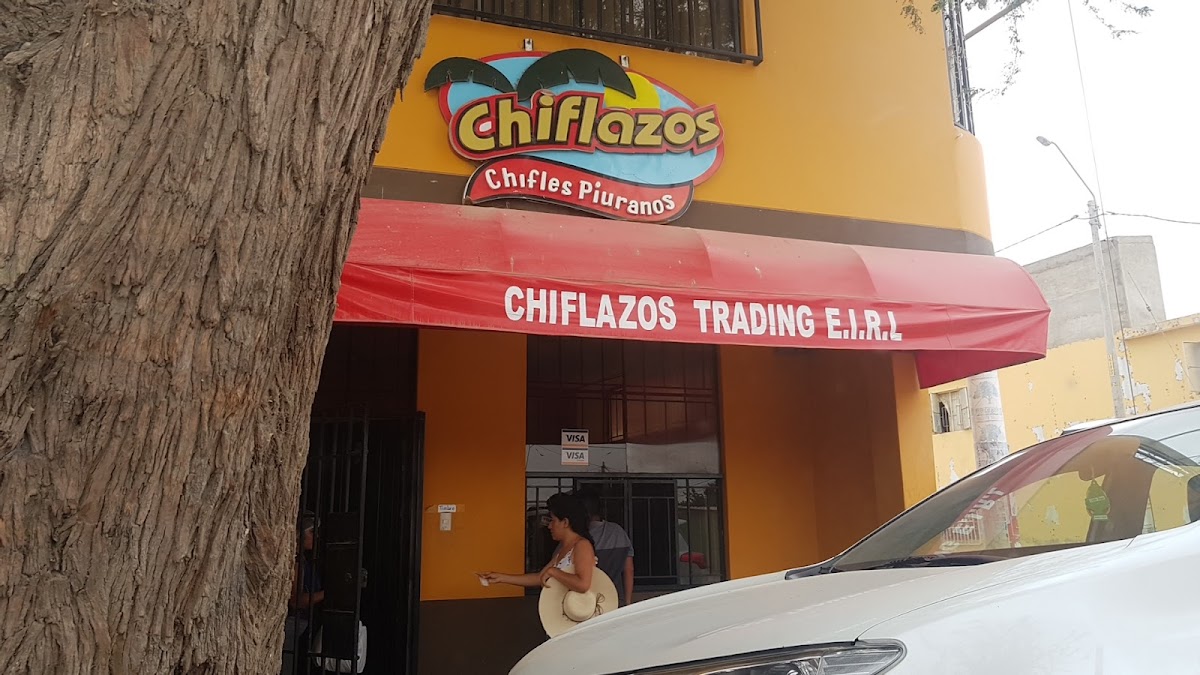 Chiflazos
Chifles Piuranos
CHIFLAZOS TRADING E.I.R.L
VISA
VISA